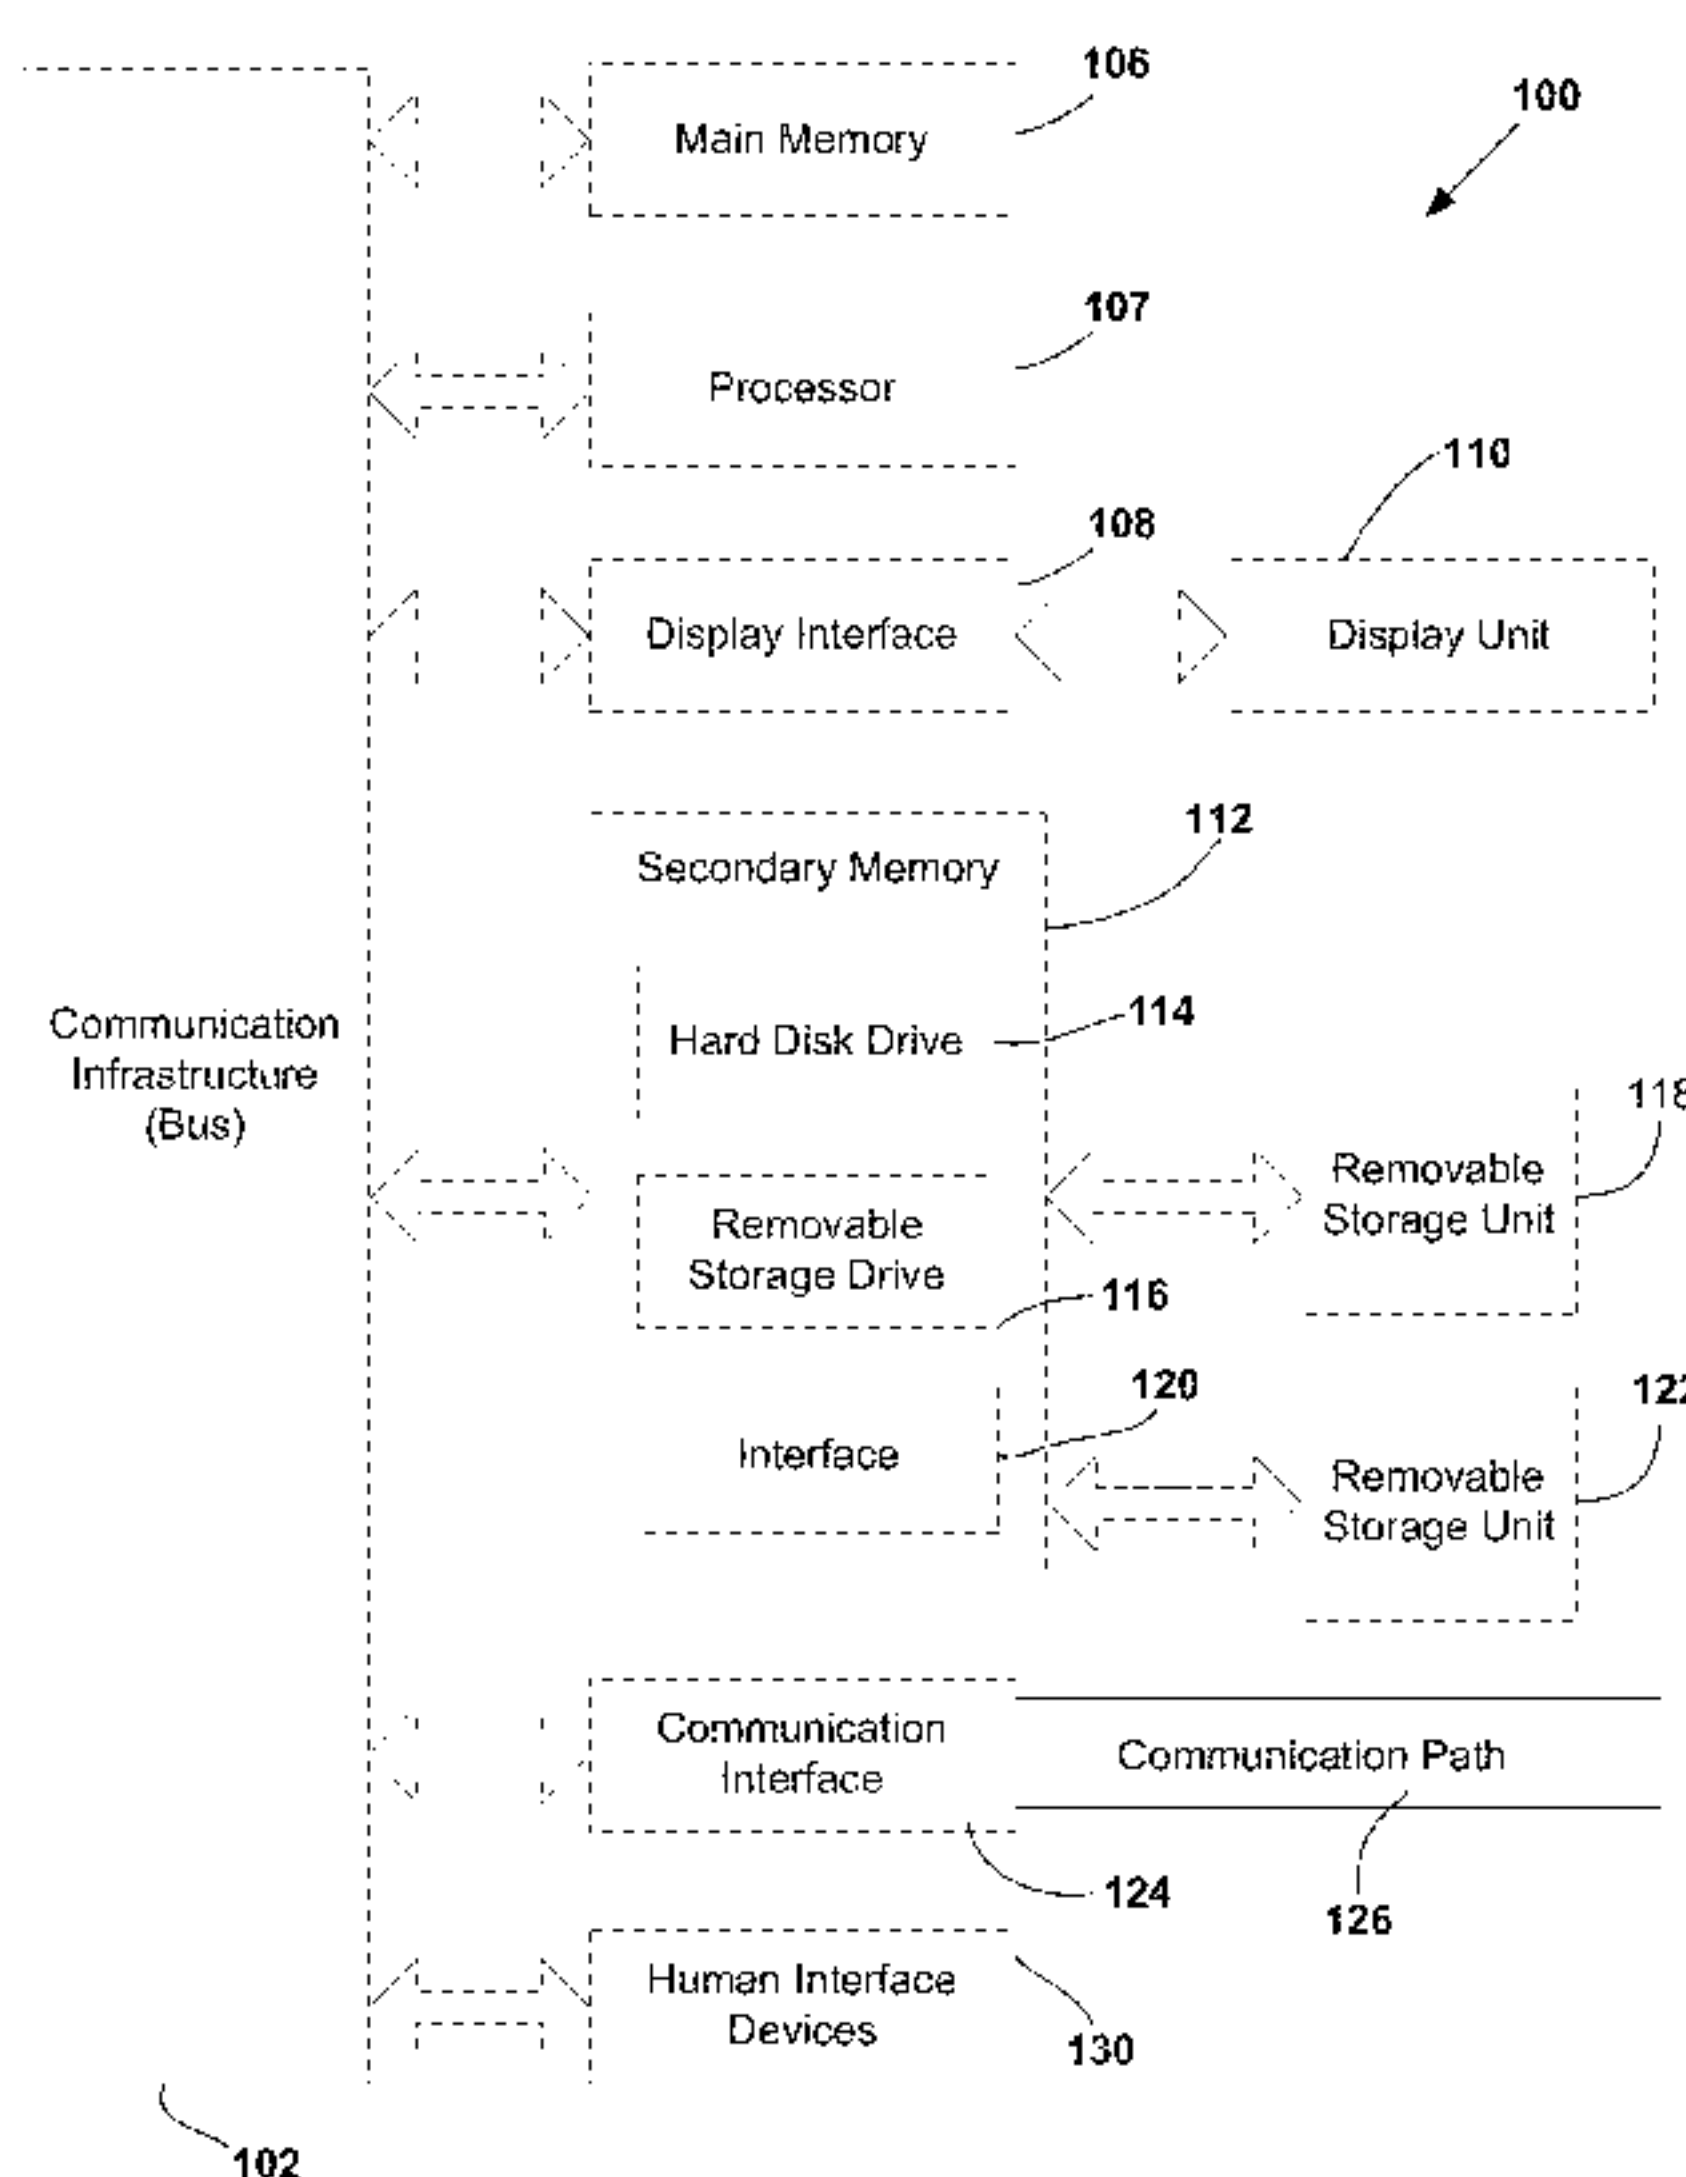 106
100
Main Memory
107
Processor
110
108
Display Interface
Display Unit
112
Secondary Memory
114
Hard Disk Drive
Communication
Infrastructure
(Bus)
118
Removable
Storage Unit
Removable
Storage Drive
116
120
122
Interface
Removable
Storage Unit
Communication
Interface
Communication Path
124
126
Human Interface
Devices
130
102